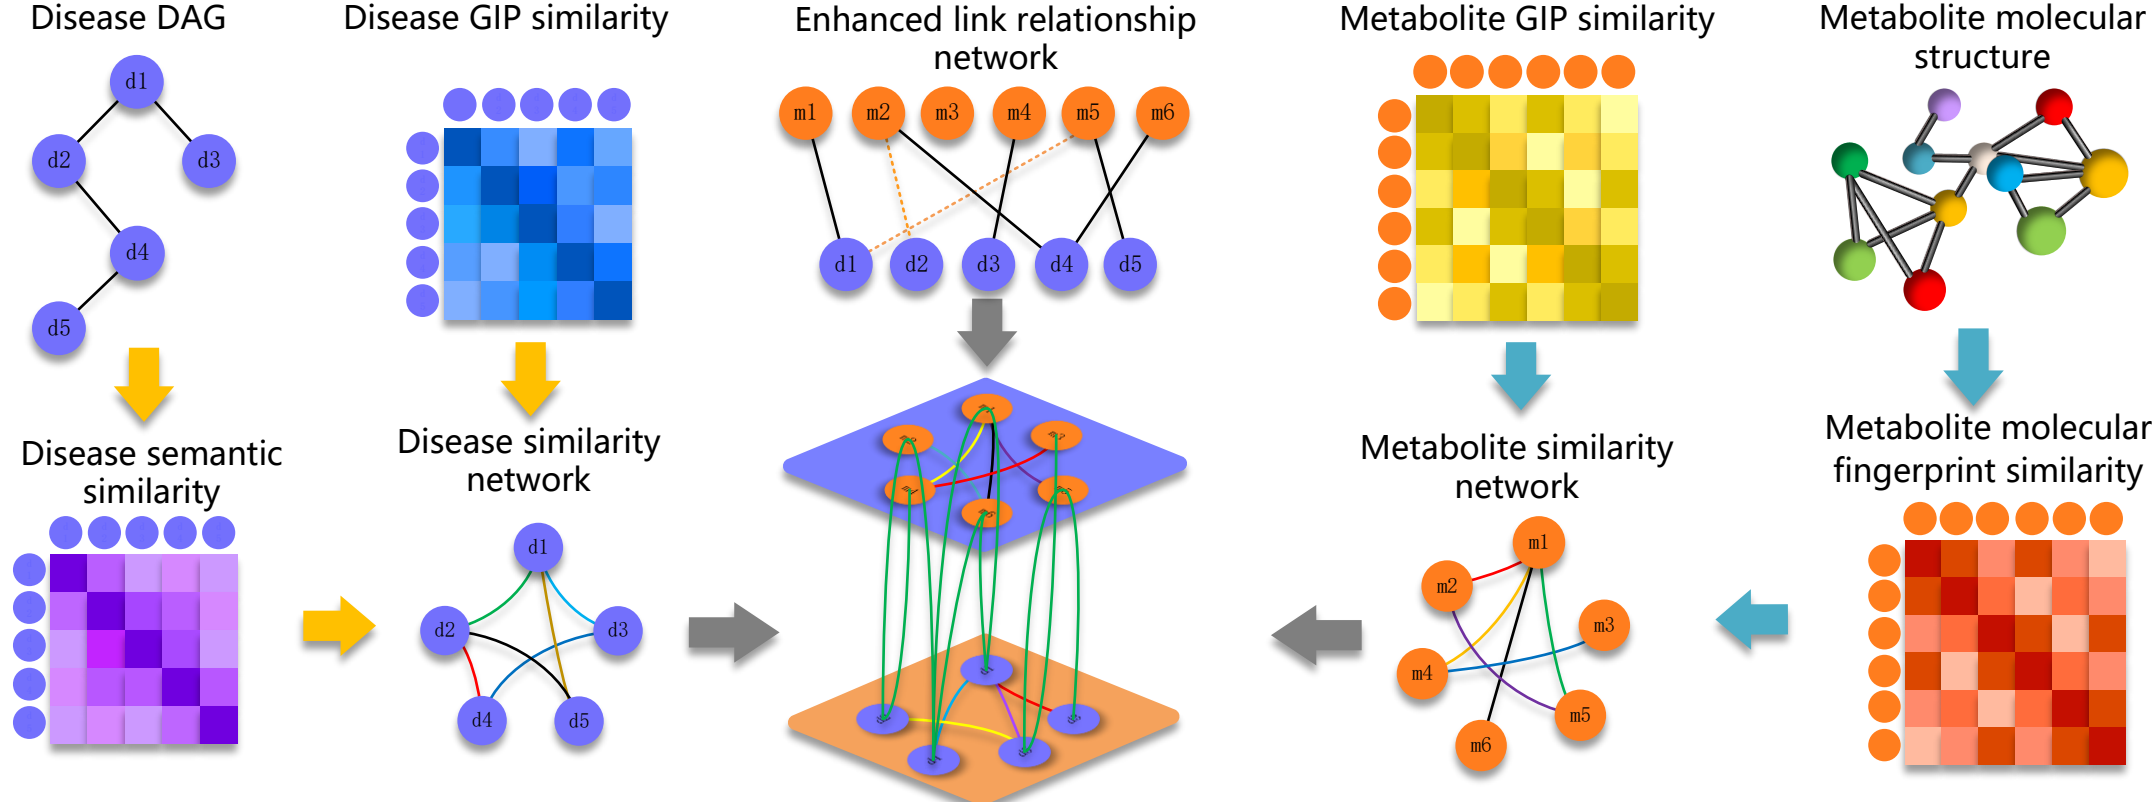 Disease DAG
Disease GIP similarity
Enhanced link relationship
network
Metabolite GIP similarity
Metabolite molecular
structure
d1
d2
d3
d4
d5
m1
m2
m3
m4
m5
m6
d1
d2
d3
d4
d5
Disease semantic
similarity
Disease similarity
network
Metabolite similarity
network
Metabolite molecular
fingerprint similarity
d1
d2
d3
d4
d5
m1
m2
m3
m4
m5
m6